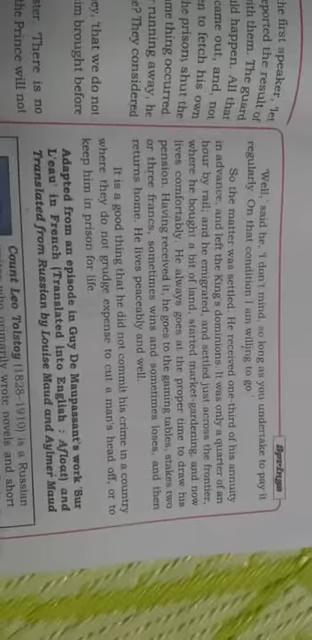 the first speaker, 'let
eported the result of
ith them. The guard
uld happen. All that
came out, and, not
en to fetch his own
he prison, shut the
me thing occurred
running away, he
e? They considered
ey, 'that we do not
im brought before
ster. 'There is no
the Prince will not
Springs
'Well,' said he, 'I don't mind, so long as you undertake to pay it
regularly. On that condition I am willing to go.'
So the matter was settled. He received one-third of his annuity
in advance, and left the King's dominions. It was only a quarter of an
hour by rail; and he emigrated, and settled just across the frontier,
where he bought a bit of land, started market-gardening, and now
lives comfortably. He always goes at the proper time to draw his
pension. Having received it, he goes to the gaming tables, stakes two
or three francs, sometimes wins and sometimes loses, and then
returns home. He lives peaceably and well.
It is a good thing that he did not commit his crime in a country
where they do not grudge expense to cut a man's head off, or to
keep him in prison for life.
Adapted from an episode in Guy De Maupassant's work 'Sur
L'eau' in French (Translated into English : Afloat) and
Translated from Russian by Louise Maud and Aylmer Maud
Count Leo Tolstoy (1828-1910) is a Russian
writer who primarily wrote novels and short